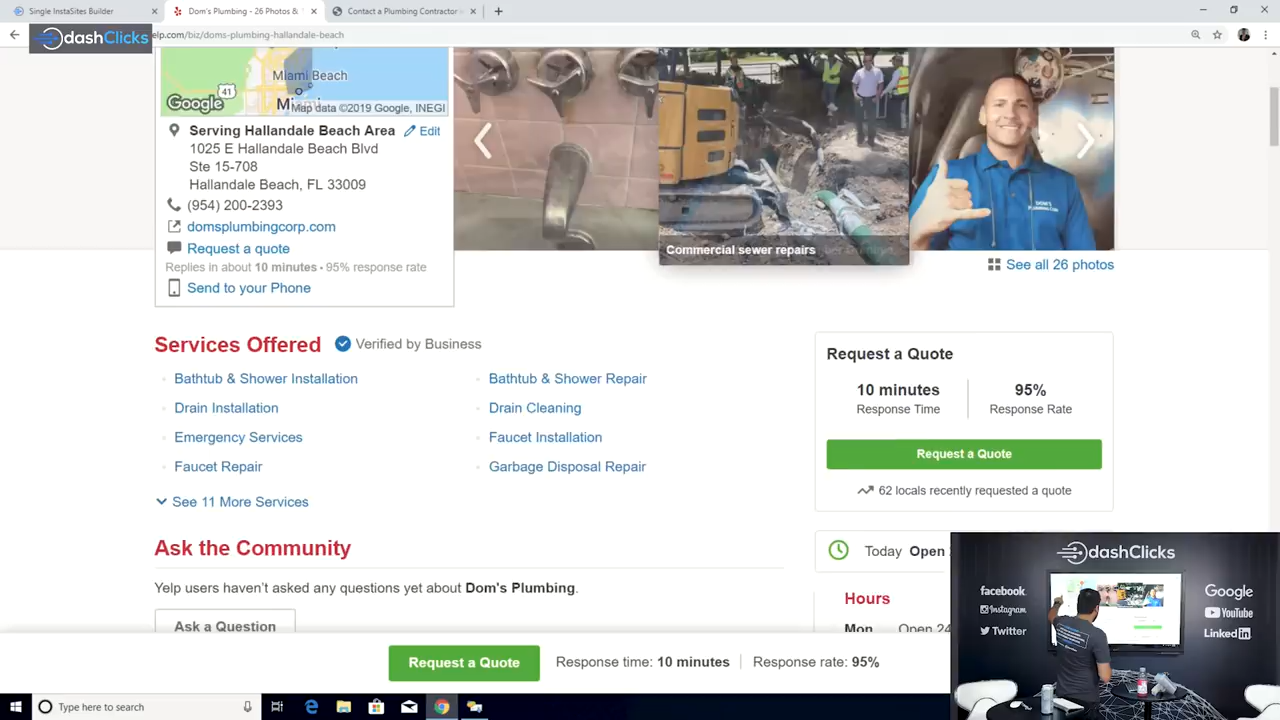 Single InstaSites Builder
Dom's Plumbing - 26 Photos &
Contact a Plumbing Contractor
dashClicks
elp.com/biz/doms-plumbing-hallandale-beach
Miami Beach
41
Miami
Google
Map data ©2019 Google, INEGI
Serving Hallandale Beach Area
Edit
1025 E Hallandale Beach Blvd
Ste 15-708
Hallandale Beach, FL 33009
(954) 200-2393
domsplumbingcorp.com
Request a quote
Replies in about 10 minutes • 95% response rate
Send to your Phone
Commercial sewer repairs
DOM'S
See all 26 photos
Services Offered
Verified by Business
Bathtub & Shower Installation
Bathtub & Shower Repair
Drain Installation
Drain Cleaning
Emergency Services
Faucet Installation
Faucet Repair
Garbage Disposal Repair
See 11 More Services
Request a Quote
10 minutes
95%
Response Time
Response Rate
Request a Quote
62 locals recently requested a quote
Ask the Community
Yelp users haven't asked any questions yet about Dom's Plumbing.
Ask a Question
Today Open
Hours
Mon Open 24
Request a Quote
Response time: 10 minutes
Response rate: 95%
dashClicks
facebook
Instagram
Twitter
Google
YouTube
LinkedIn
Type here to search